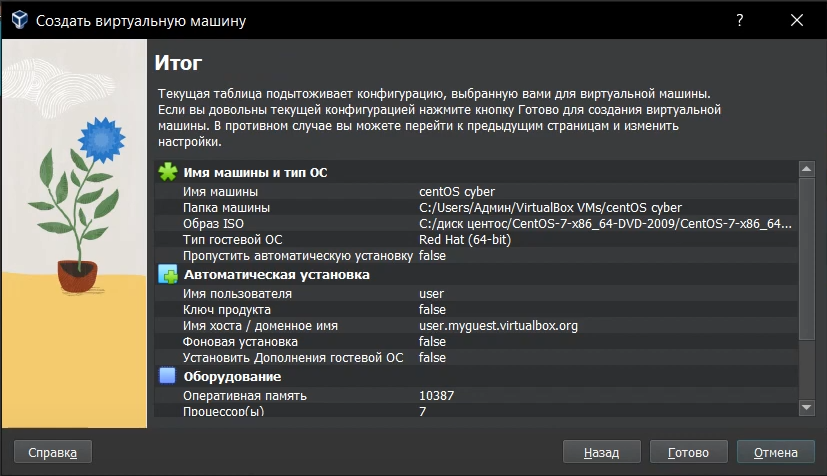 Создать виртуальную машину
?
Итог
Текущая таблица подытоживает конфигурацию, выбранную вами для виртуальной машины.
Если вы довольны текущей конфигурацией нажмите кнопку Готово для создания виртуальной
машины. В противном случае вы можете перейти к предыдущим страницам и изменить
настройки.
Имя машины и тип ОС
Имя машины centOS cyber
Папка машины C:/Users/Админ/VirtualBox VMs/centOS cyber
Образ ISO C:/диск центос/CentOS-7-x86_64-DVD-2009/CentOS-7-x86_64...
Тип гостевой ОС Red Hat (64-bit)
Пропустить автоматическую установку false
Автоматическая установка
Имя пользователя user
Ключ продукта false
Имя хоста / доменное имя user.myguest.virtualbox.org
Фоновая установка false
Установить Дополнения гостевой ОС false
Оборудование
Оперативная память 10387
Процессор(ы) 7
Справка Назад Готово Отмена